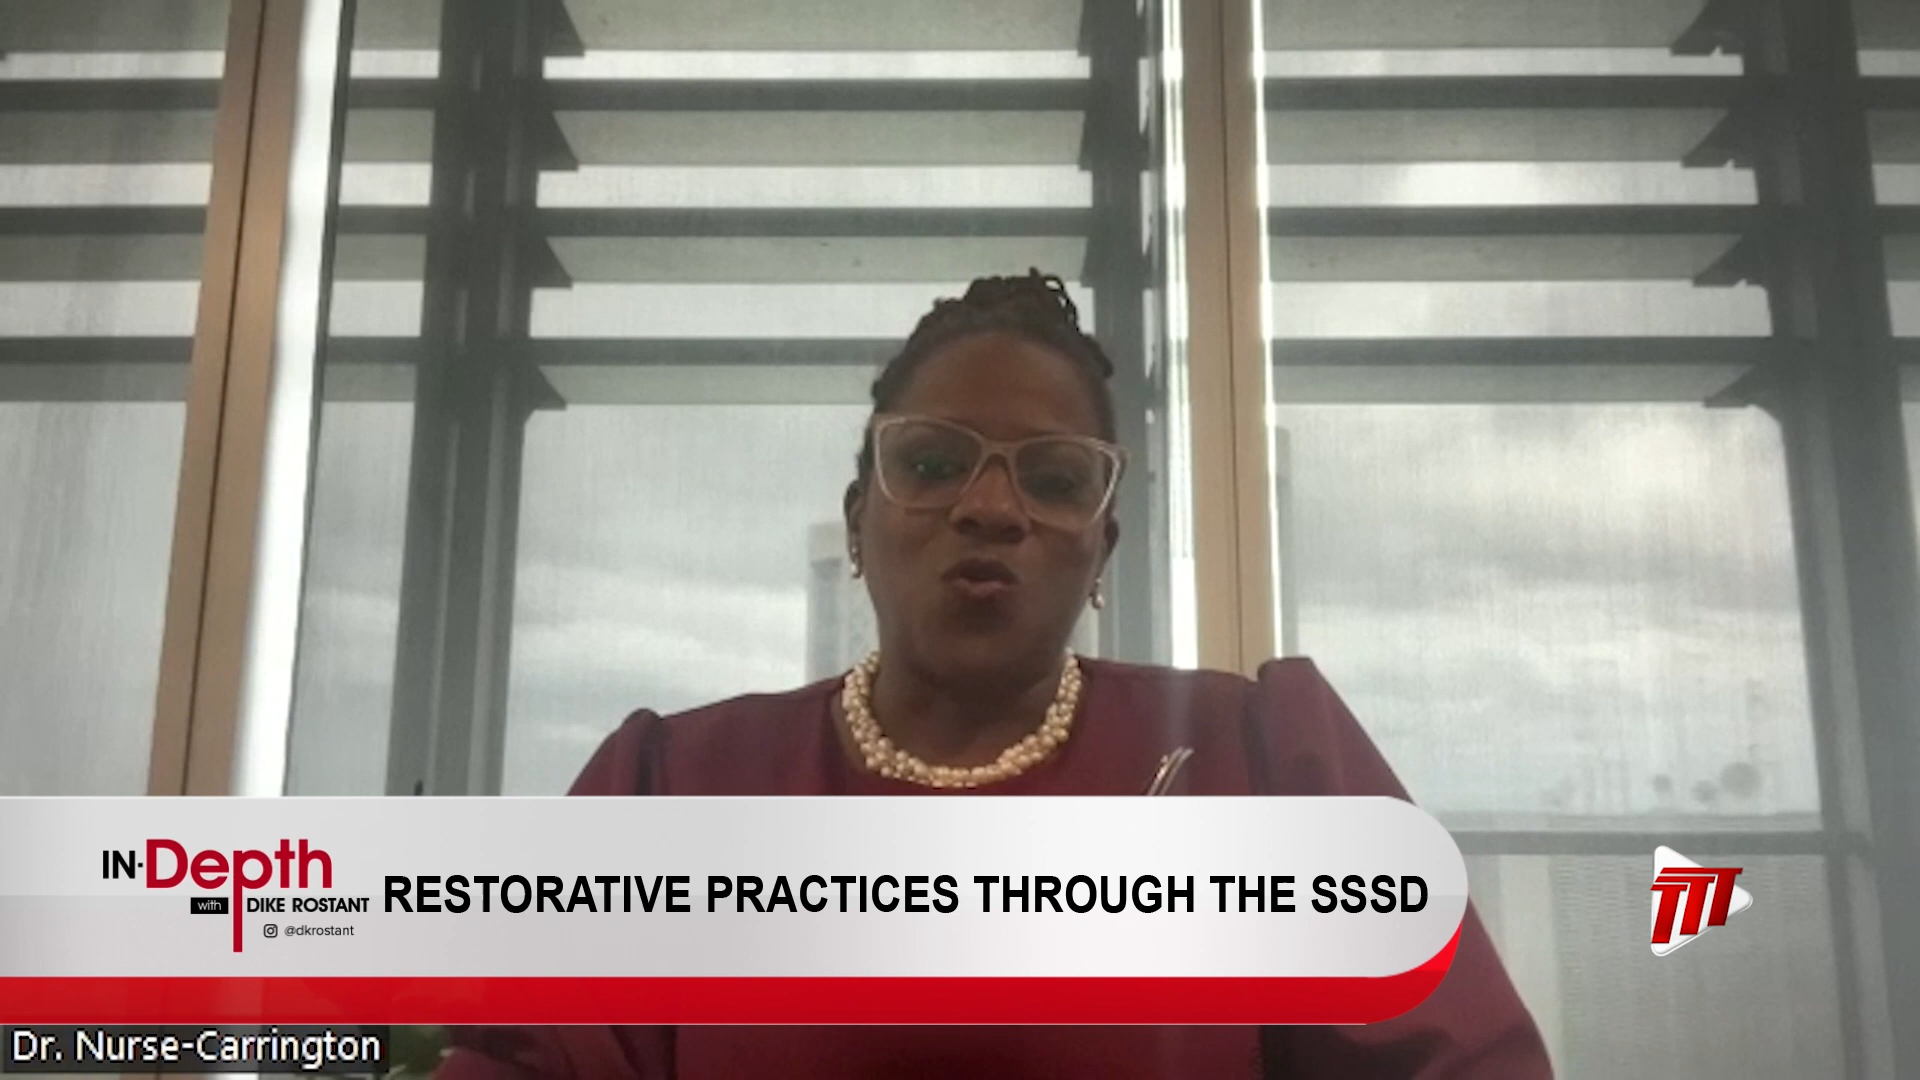 IN-Depth
with DIKE ROSTANT
@dkrostant
RESTORATIVE PRACTICES THROUGH THE SSSD
TTT
Dr. Nurse-Carrington